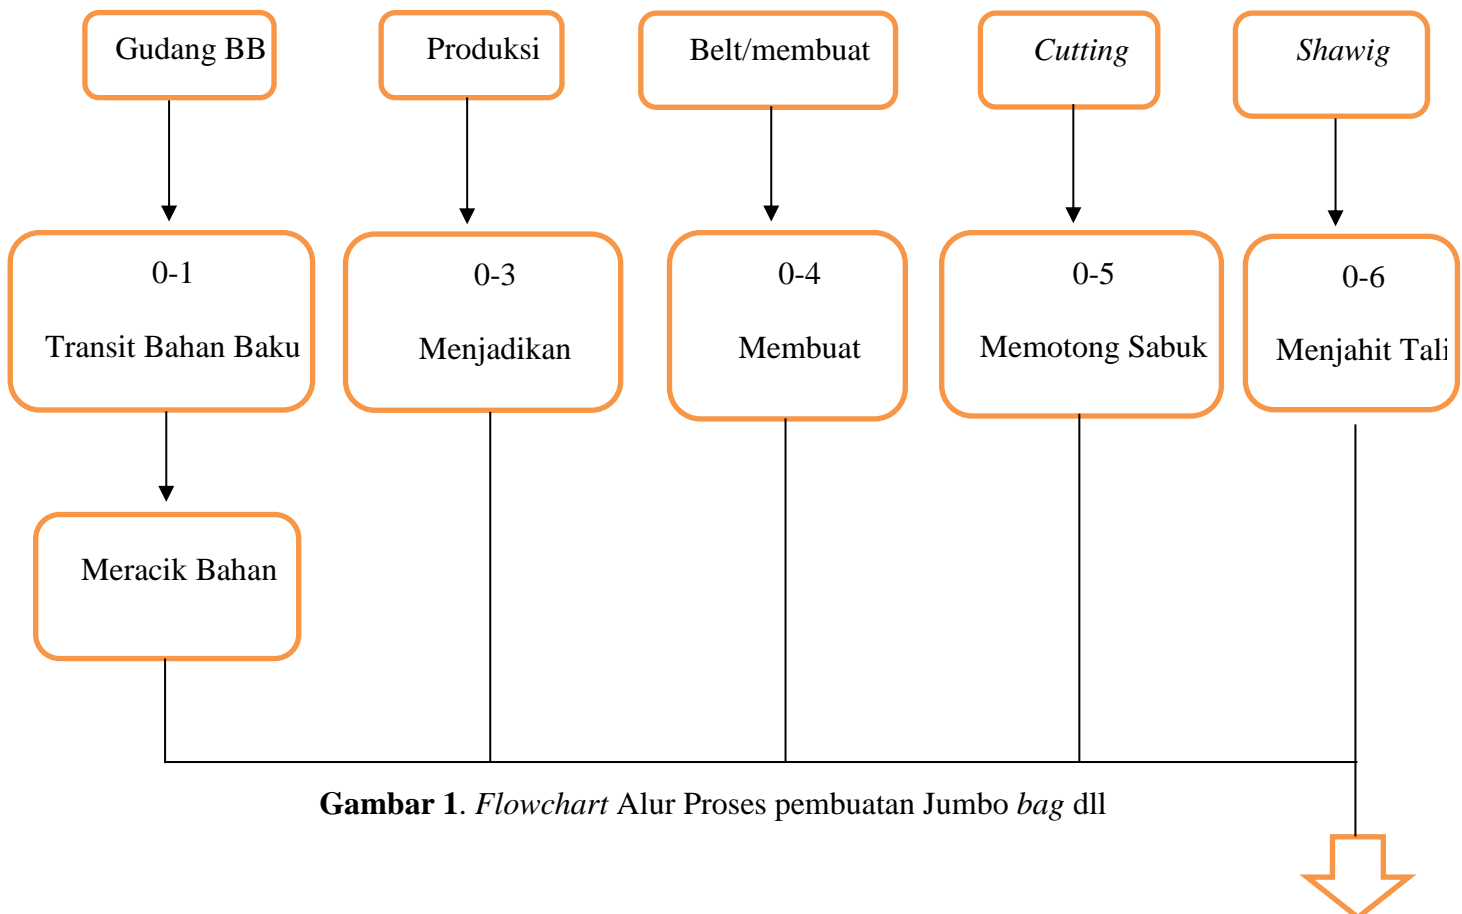 Gudang BB
Produksi
Belt/membuat
Cutting
Shawig
0-1
Transit Bahan Baku
0-3
Menjadikan
0-4
Membuat
0-5
Memotong Sabuk
0-6
Menjahit Tali
Meracik Bahan
Gambar 1. Flowchart Alur Proses pembuatan Jumbo bag dll